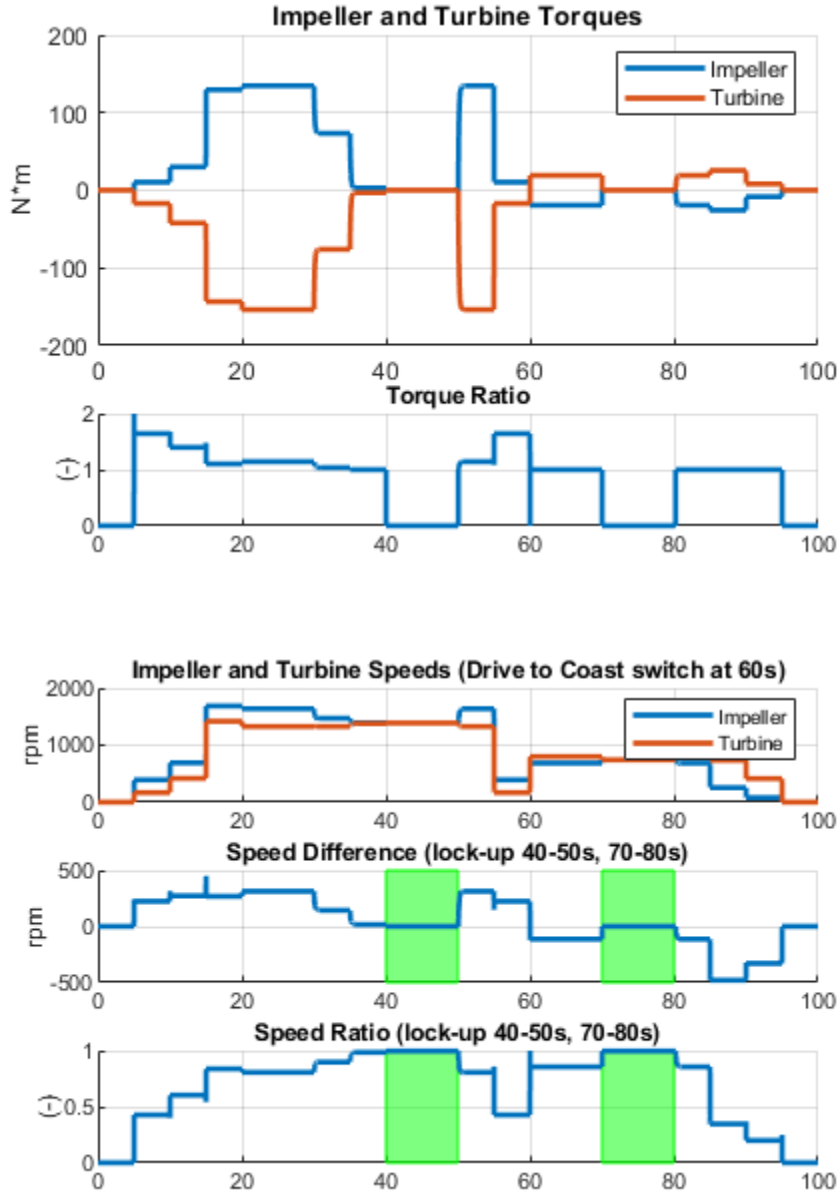 Impeller and Turbine Torques
200
100
0
-100
-200
N*m
Impeller
Turbine
0 20 40 60 80 100
Torque Ratio
2
1
0
(-)
0 20 40 60 80 100
Impeller and Turbine Speeds (Drive to Coast switch at 60s)
2000
1000
0
rpm
Impeller
Turbine
0 20 40 60 80 100
Speed Difference (lock-up 40-50s, 70-80s)
500
0
-500
rpm
0 20 40 60 80 100
Speed Ratio (lock-up 40-50s, 70-80s)
1
0.5
0
(-)
0 20 40 60 80 100